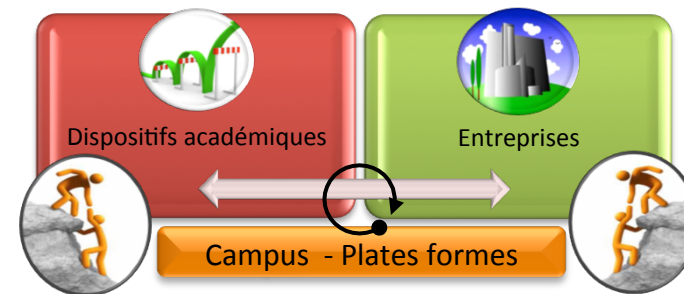 Dispositifs académiques
Entreprises
Campus - Plates formes